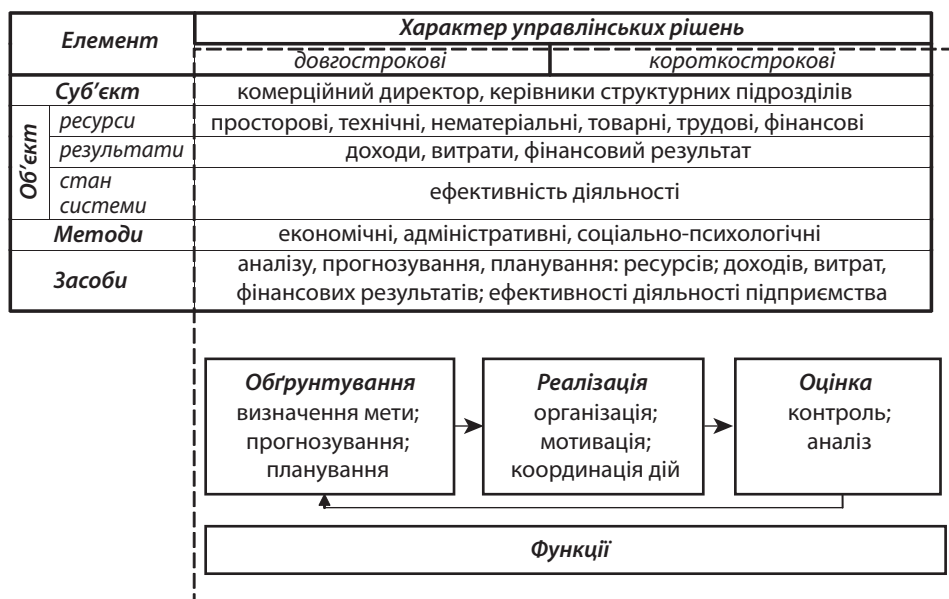 Елемент
Характер управлінських рішень
довгострокові
короткострокові
Суб’єкт
комерційний директор, керівники структурних підрозділів
Об’єкт
ресурси
просторові, технічні, нематеріальні, товарні, трудові, фінансові
результати
доходи, витрати, фінансовий результат
стан
системи
ефективність діяльності
Методи
економічні, адміністративні, соціально-психологічні
Засоби
аналізу, прогнозування, планування: ресурсів; доходів, витрат,
фінансових результатів; ефективності діяльності підприємства
Обґрунтування
визначення мети;
прогнозування;
планування
Реалізація
організація;
мотивація;
координація дій
Оцінка
контроль;
аналіз
Функції